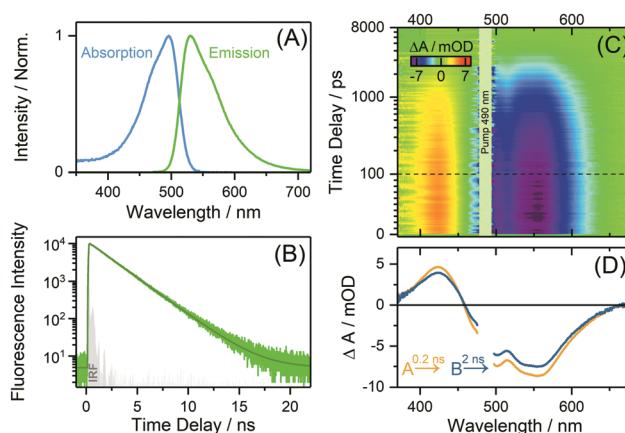 (A)
Absorption
Emission
Intensity / Norm.
1
0
400
500
600
700
Wavelength / nm
(B)
Fluorescence Intensity
10⁴
10³
10²
10¹
IRF
0
5
10
15
20
Time Delay / ns
400
500
600
(C)
ΔA / mOD
-7
0
7
Pump 490 nm
Time Delay / ps
8000
1000
100
0
(D)
Δ A / mOD
5
0
-5
-10
A 0.2 ns→ B 2 ns→
400
500
600
Wavelength / nm